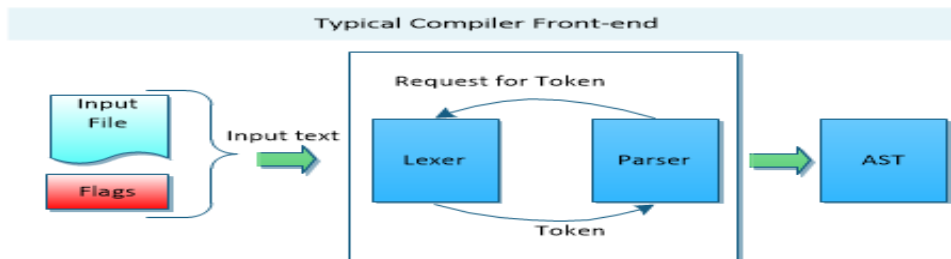 Typical Compiler Front-end
Input
File
Flags
Input text
Request for Token
Lexer
Parser
Token
AST